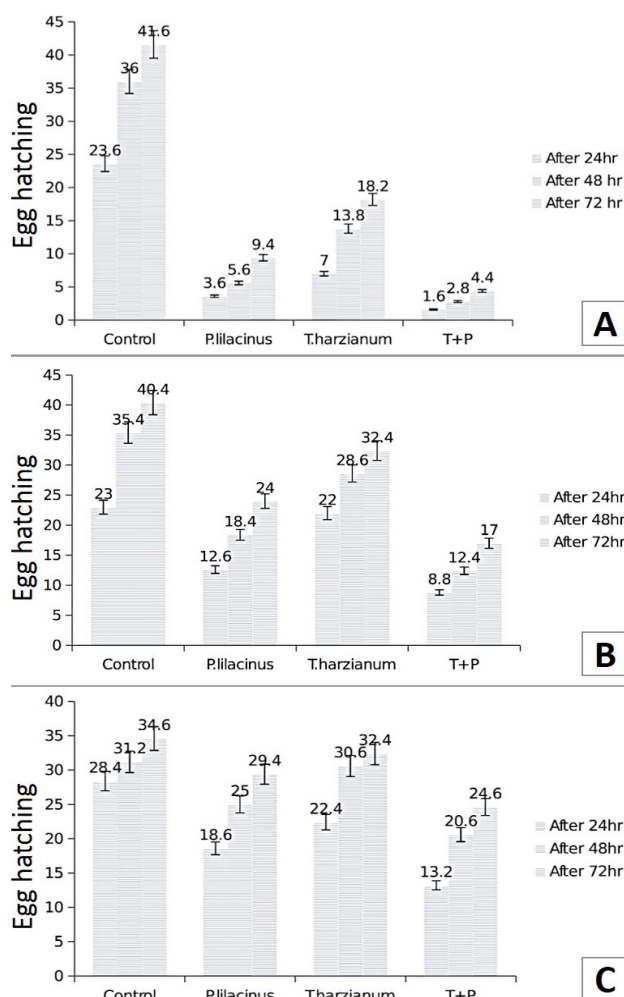 45
40
35
30
25
20
15
10
5
0
Egg hatching
23.6
36
41.6
3.6
5.6
9.4
7
13.8
18.2
1.6
2.8
4.4
Control
P.lilacinus
T.harzianum
T+P
After 24hr
After 48 hr
After 72 hr
A
45
40
35
30
25
20
15
10
5
0
Egg hatching
23
35.4
40.4
12.6
18.4
24
22
28.6
32.4
8.8
12.4
17
Control
P.lilacinus
T.harzianum
T+P
After 24hr
After 48hr
After 72hr
B
40
35
30
25
20
15
10
5
0
Egg hatching
28.4
31.2
34.6
18.6
25
29.4
22.4
30.6
32.4
13.2
20.6
24.6
Control
P.lilacinus
T.harzianum
T+P
After 24hr
After 48hr
After 72hr
C